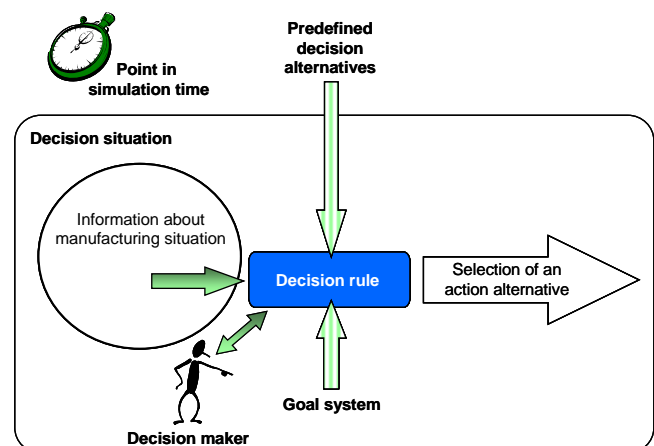 Point in
simulation time
Predefined
decision
alternatives
Decision situation
Information about
manufacturing situation
Decision rule
Selection of an
action alternative
Goal system
Decision maker